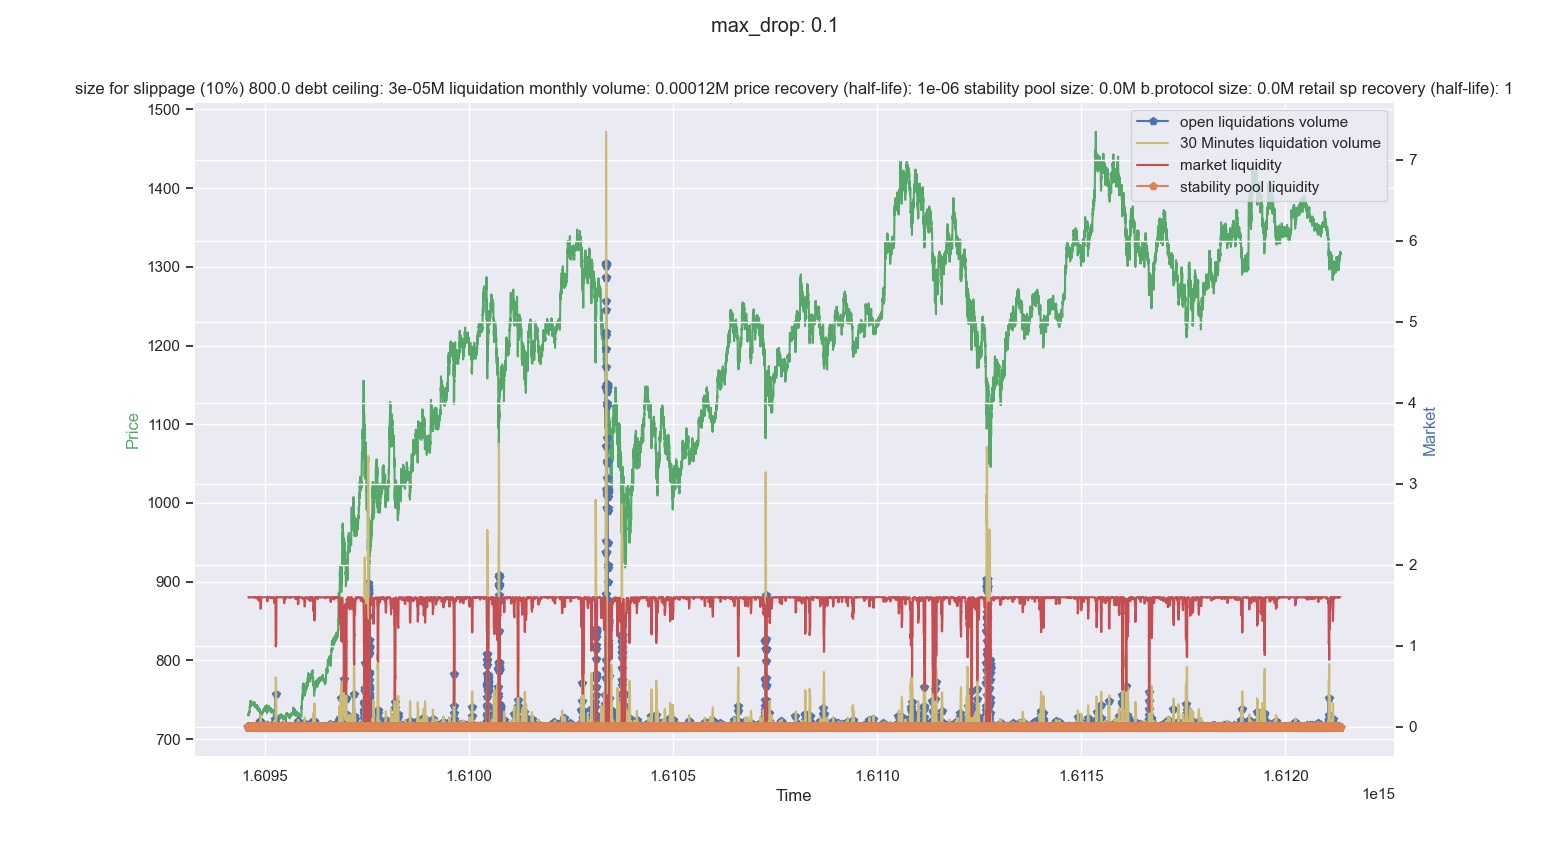 max_drop: 0.1
size for slippage (10%) 800.0 debt ceiling: 3e-05M liquidation monthly volume: 0.00012M price recovery (half-life): 1e-06 stability pool size: 0.0M b.protocol size: 0.0M retail sp recovery (half-life): 1
open liquidations volume
30 Minutes liquidation volume
market liquidity
stability pool liquidity
1500
1400
1300
1200
1100
1000
900
800
700
Price
7
6
5
4
3
2
1
0
Market
1.6095 1.6100 1.6105 1.6110 1.6115 1.6120
1e15
Time